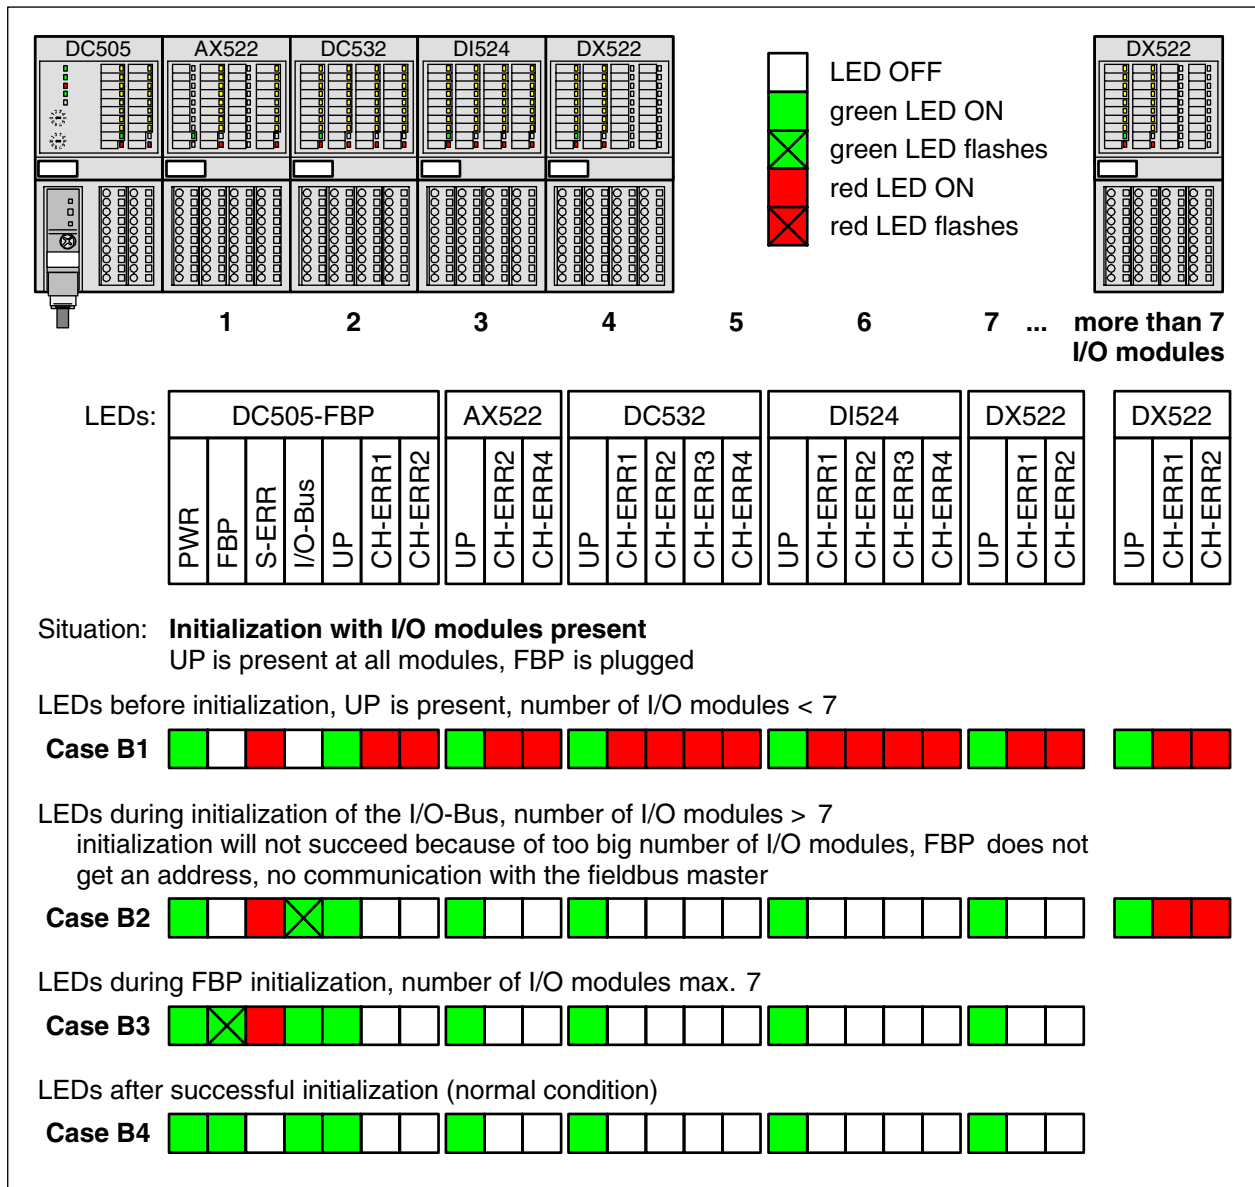 DC505 AX522 DC532 DI524 DX522 DX522
LED OFF
green LED ON
green LED flashes
red LED ON
red LED flashes
1 2 3 4 5 6 7 ... more than 7
I/O modules
LEDs: DC505-FBP AX522 DC532 DI524 DX522 DX522
PWR FBP S-ERR I/O-Bus UP CH-ERR1 CH-ERR2 UP CH-ERR2 CH-ERR4 UP CH-ERR1 CH-ERR2 CH-ERR3 CH-ERR4 UP CH-ERR1 CH-ERR2 CH-ERR3 CH-ERR4 UP CH-ERR1 CH-ERR2 UP CH-ERR1 CH-ERR2
Situation: Initialization with I/O modules present
UP is present at all modules, FBP is plugged
LEDs before initialization, UP is present, number of I/O modules < 7
Case B1
LEDs during initialization of the I/O-Bus, number of I/O modules > 7
initialization will not succeed because of too big number of I/O modules, FBP does not
get an address, no communication with the fieldbus master
Case B2
LEDs during FBP initialization, number of I/O modules max. 7
Case B3
LEDs after successful initialization (normal condition)
Case B4